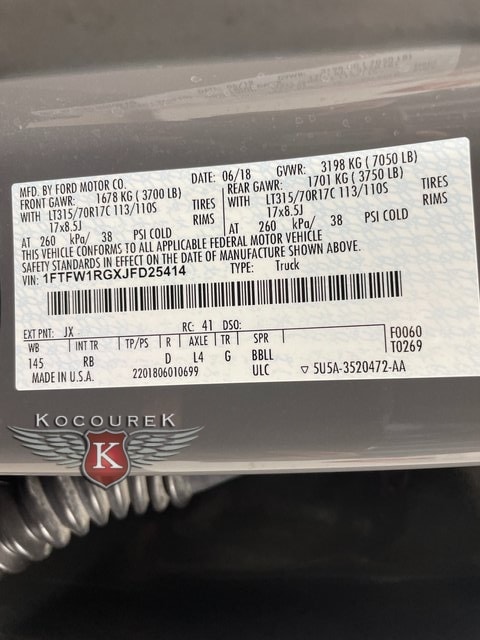 MFD. BY FORD MOTOR CO.
DATE: 06/18
GVWR: 3198 KG (7050 LB)
FRONT GAWR: 1678 KG (3700 LB)
WITH LT315/70R17C 113/110S TIRES
17x8.5J RIMS
AT 260 kPa/ 38 PSI COLD
REAR GAWR: 1701 KG (3750 LB)
WITH LT315/70R17C 113/110S TIRES
17x8.5J RIMS
AT 260 kPa/ 38 PSI COLD
THIS VEHICLE CONFORMS TO ALL APPLICABLE FEDERAL MOTOR VEHICLE
SAFETY STANDARDS IN EFFECT ON THE DATE OF MANUFACTURE SHOWN ABOVE.
VIN: 1FTFW1RGXJFD25414 TYPE: Truck
EXT PNT: JX RC: 41 DSO:
WB INT TR TP/PS R AXLE TR SPR F0060
145 RB D L4 G BBLL T0269
MADE IN U.S.A. 2201806010699 ULC ▽ 5U5A-3520472-AA
KOCOUREK
K